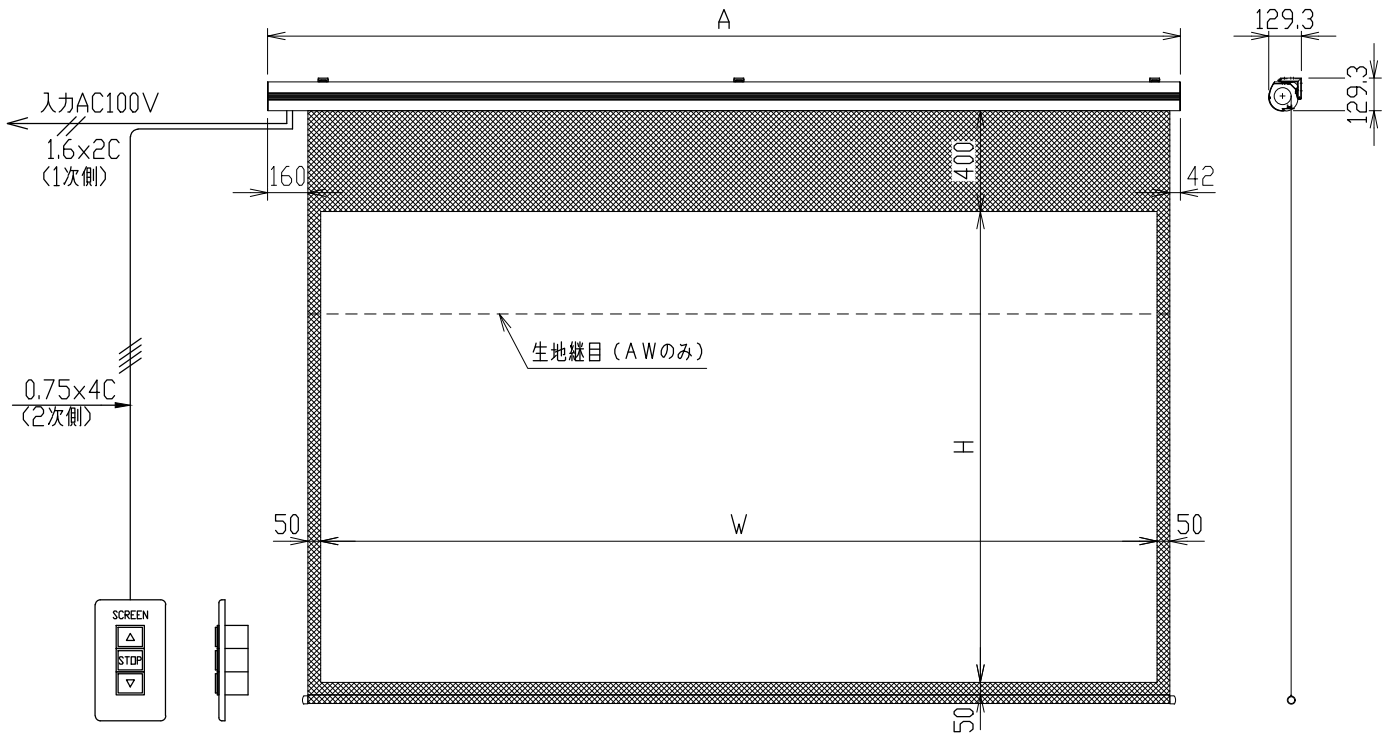 A
129.3
129.3
入力AC100V
1.6x2C
(1次側)
160
400
42
生地継目(AWのみ)
0.75x4C
(2次側)
H
50
W
50
SCREEN
△
STOP
▽
50